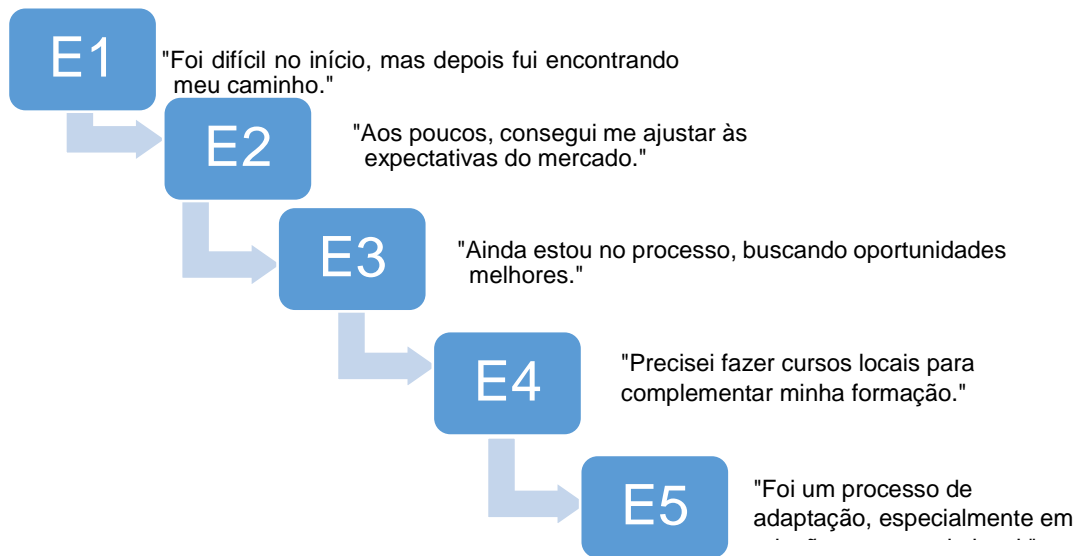 E1
"Foi difícil no início, mas depois fui encontrando
meu caminho."
E2
"Aos poucos, consegui me ajustar às
expectativas do mercado."
E3
"Ainda estou no processo, buscando oportunidades
melhores."
E4
"Precisei fazer cursos locais para
complementar minha formação."
E5
"Foi um processo de
adaptação, especialmente em